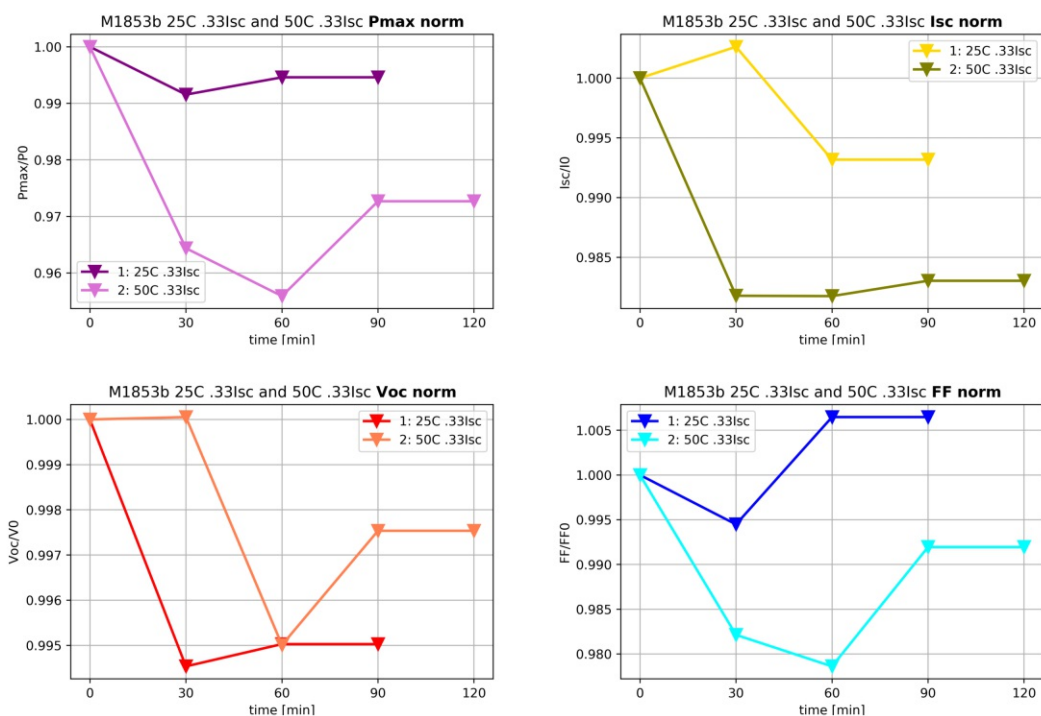 M1853b 25C .33Isc and 50C .33Isc Pmax norm
1.00
0.99
0.98
0.97
0.96
Pmax/P0
1: 25C .33Isc
2: 50C .33Isc
0 30 60 90 120
time [min]
M1853b 25C .33Isc and 50C .33Isc Isc norm
1.000
0.995
0.990
0.985
Isc/I0
1: 25C .33Isc
2: 50C .33Isc
0 30 60 90 120
time [min]
M1853b 25C .33Isc and 50C .33Isc Voc norm
1.000
0.999
0.998
0.997
0.996
0.995
Voc/V0
1: 25C .33Isc
2: 50C .33Isc
0 30 60 90 120
time [min]
M1853b 25C .33Isc and 50C .33Isc FF norm
1.005
1.000
0.995
0.990
0.985
0.980
FF/FF0
1: 25C .33Isc
2: 50C .33Isc
0 30 60 90 120
time [min]